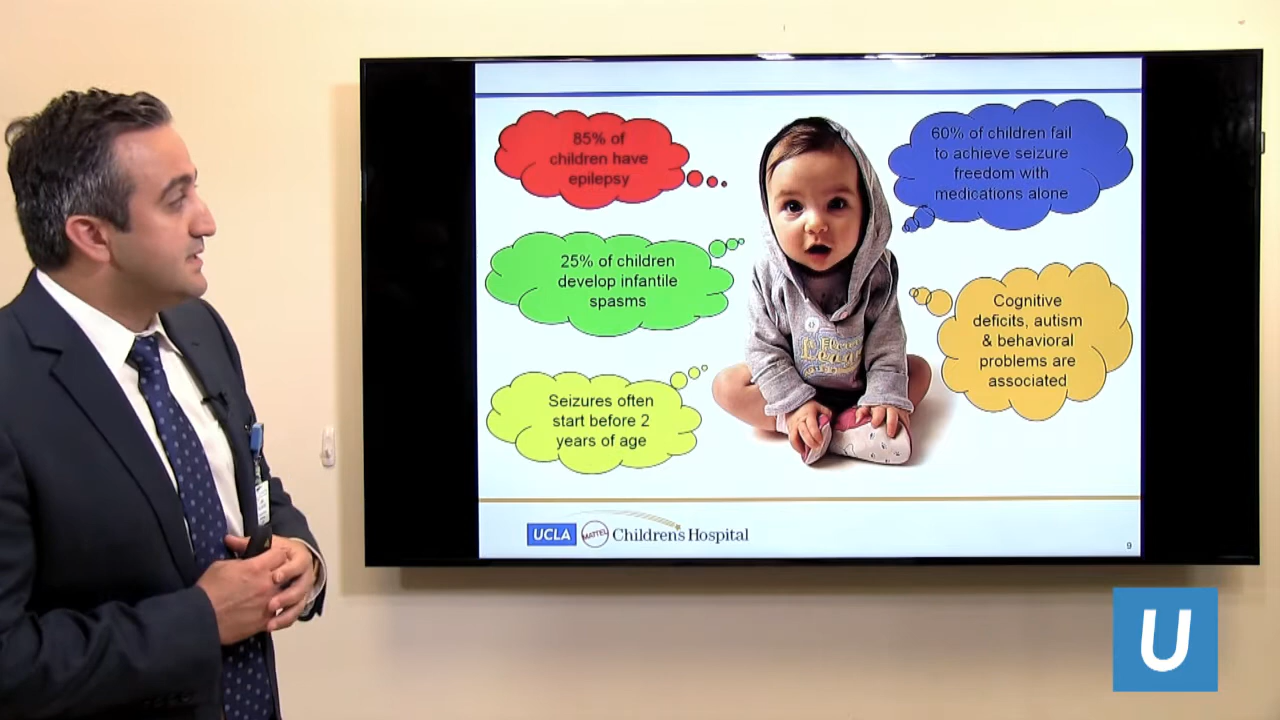 85% of
children have
epilepsy
60% of children fail
to achieve seizure
freedom with
medications alone
25% of children
develop infantile
spasms
Cognitive
deficits, autism
& behavioral
problems are
associated
Seizures often
start before 2
years of age
UCLA MATTEL Children's Hospital
9
U